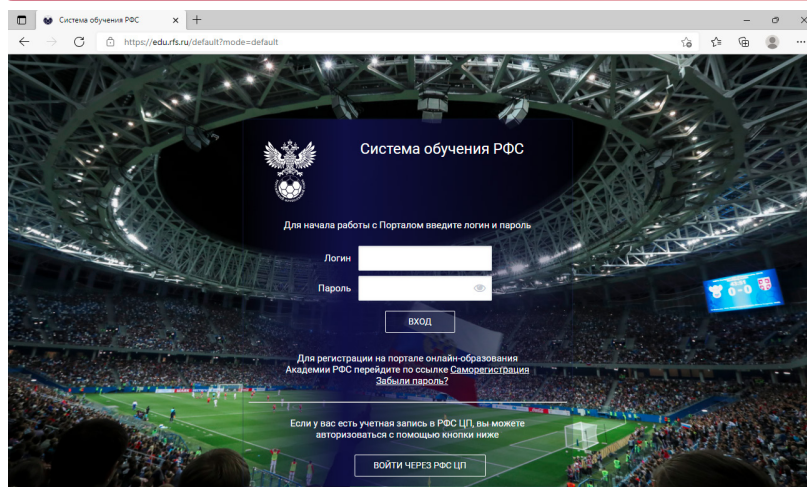 Система обучения РФС
https://edu.rfs.ru/default?mode=default
Система обучения РФС
Для начала работы с Порталом введите логин и пароль
Логин
Пароль
ВХОД
Для регистрации на портале онлайн-образования
Академии РФС перейдите по ссылке Саморегистрация
Забыли пароль?
Если у вас есть учетная запись в РФС ЦП, вы можете
авторизоваться с помощью кнопки ниже
ВОЙТИ ЧЕРЕЗ РФС ЦП
0-0